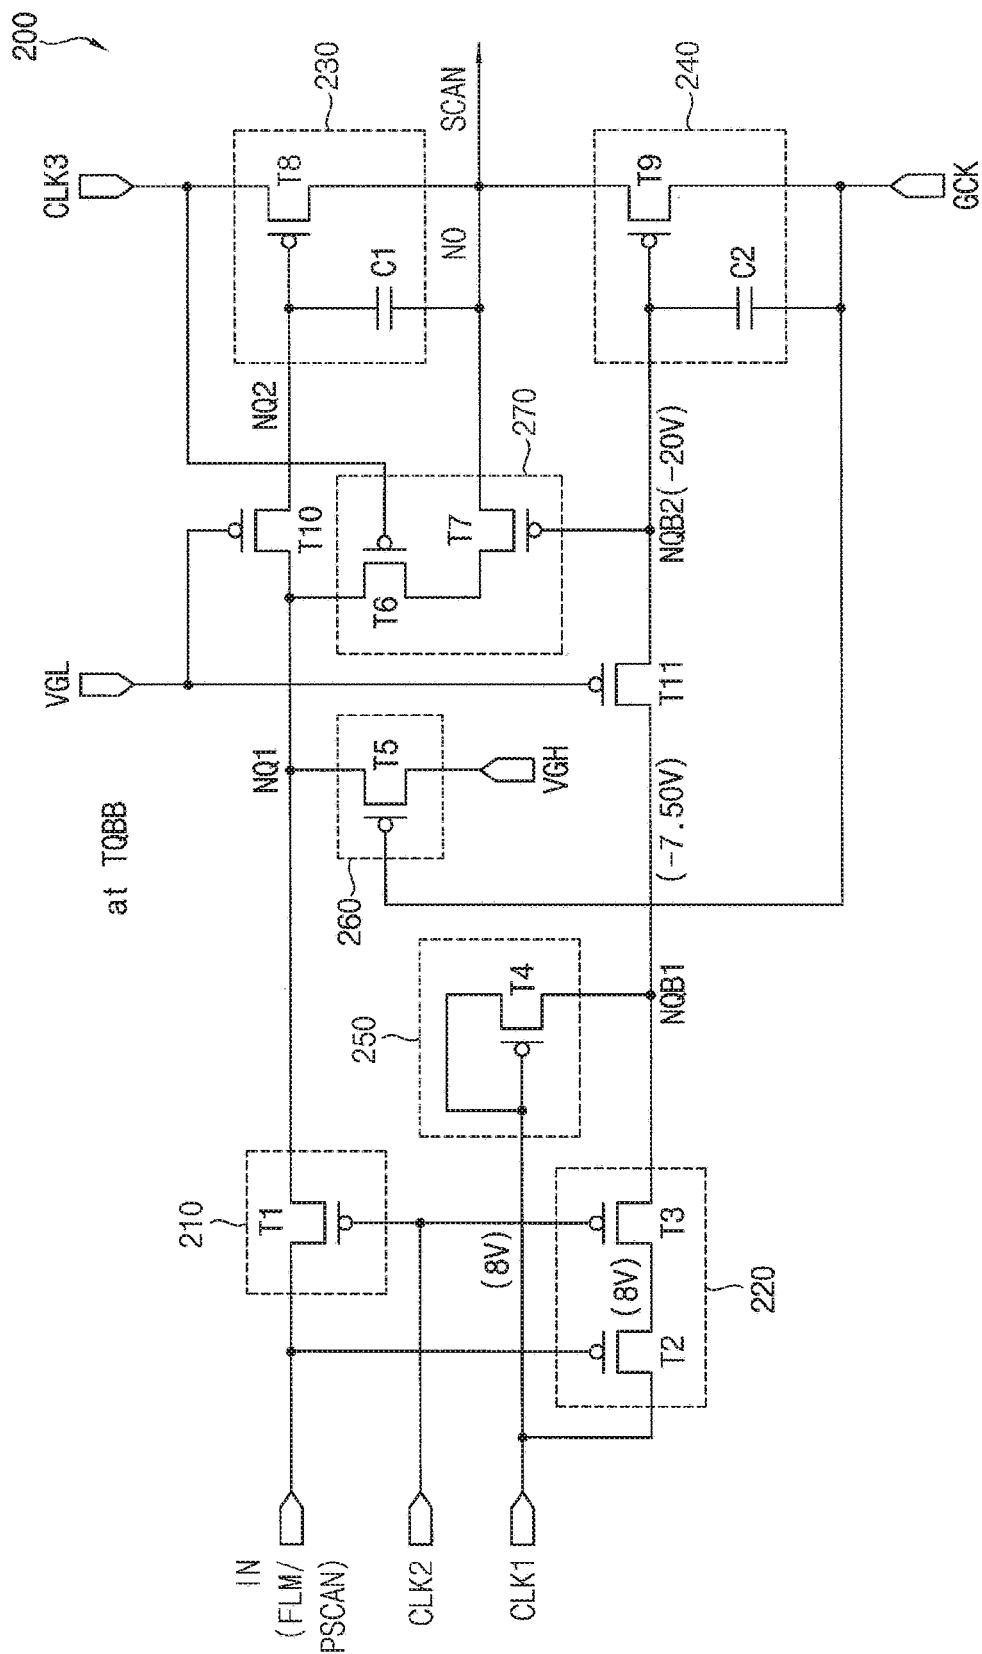 200
CLK3
230
T8
SCAN
240
T9
GCK
NO
C1
C2
NQ2
270
T10
T7
T6
NQB2(-20V)
VGL
T11
NQ1
T5
VGH
at TQBB
(-7.50V)
260
250
T4
NQB1
210
T1
(8V)
(8V)
T3
T2
220
IN
(FLM/
PSCAN)
CLK2
CLK1